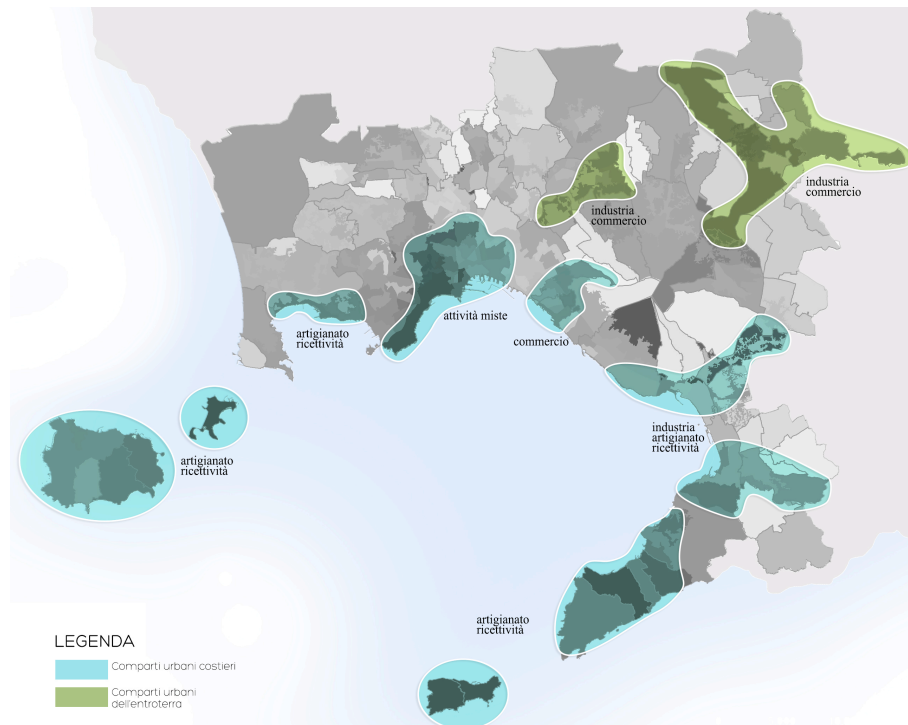 industria
commercio
industria
commercio
attività miste
artigianato
ricettività
commercio
industria
artigianato
ricettività
artigianato
ricettività
artigianato
ricettività
LEGENDA
Comparti urbani costieri
Comparti urbani
dell'entroterra